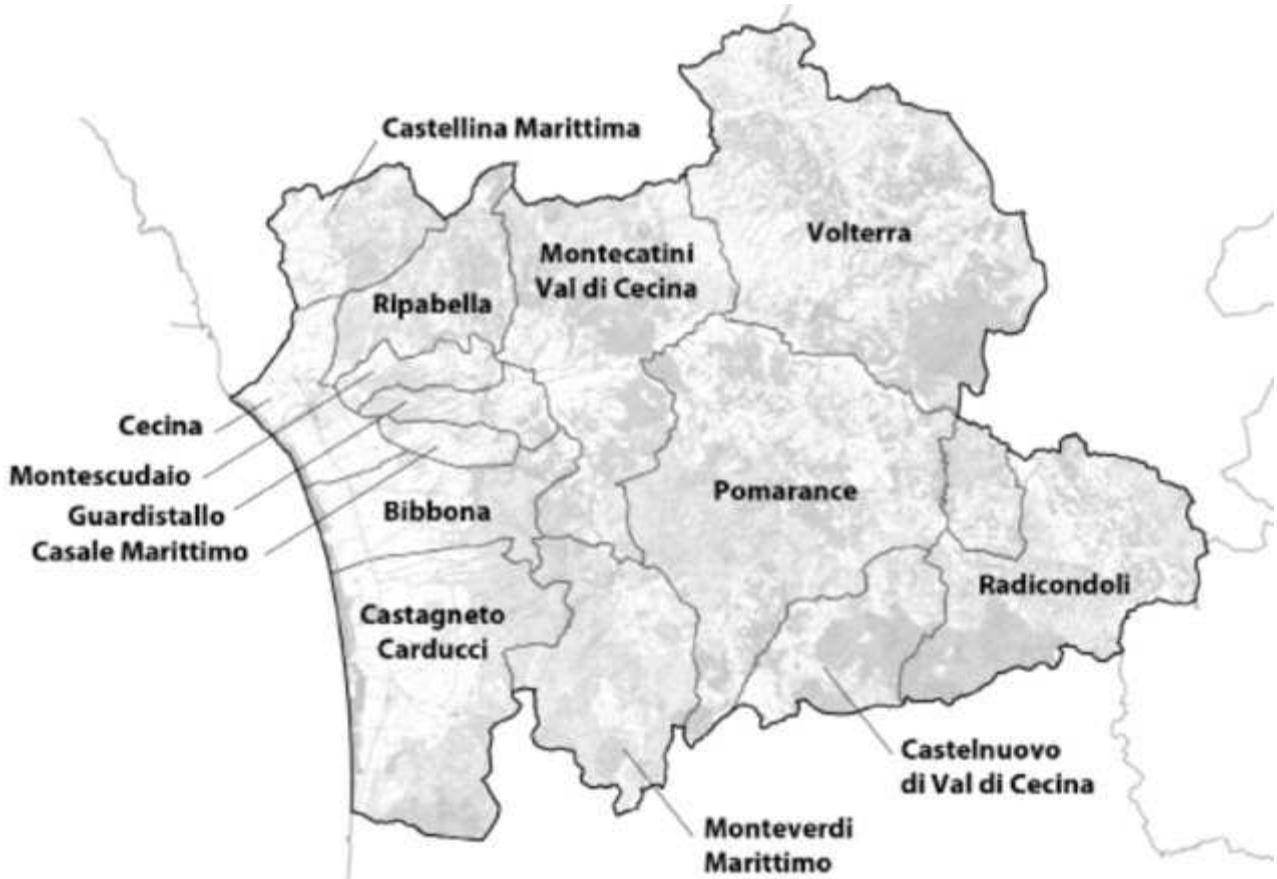 Castellina Marittima
Volterra
Montecatini
Val di Cecina
RIpabella
Cecina
Montescudaio
Guardistallo
Casale Marittimo
Bibbona
Pomarance
Radicondoli
Castagneto
Carducci
Castelnuovo
di Val di Cecina
Monteverdi
Marittimo